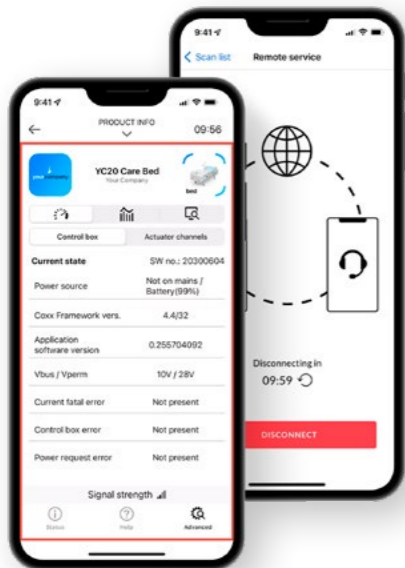 9:41
PRODUCT INFO
09:56
your company
YC20 Care Bed
Your Company
bed
Control box
Actuator channels
Current state
SW no.: 20300604
Power source
Not on mains /
Battery(99%)
Coxx Framework vers.
4.4/32
Application
software version
0.255704092
Vbus / Vperm
10V / 28V
Current fatal error
Not present
Control box error
Not present
Power request error
Not present
Signal strength
Status
Help
Advanced
9:41
Scan list
Remote service
Disconnecting in
09:59
DISCONNECT